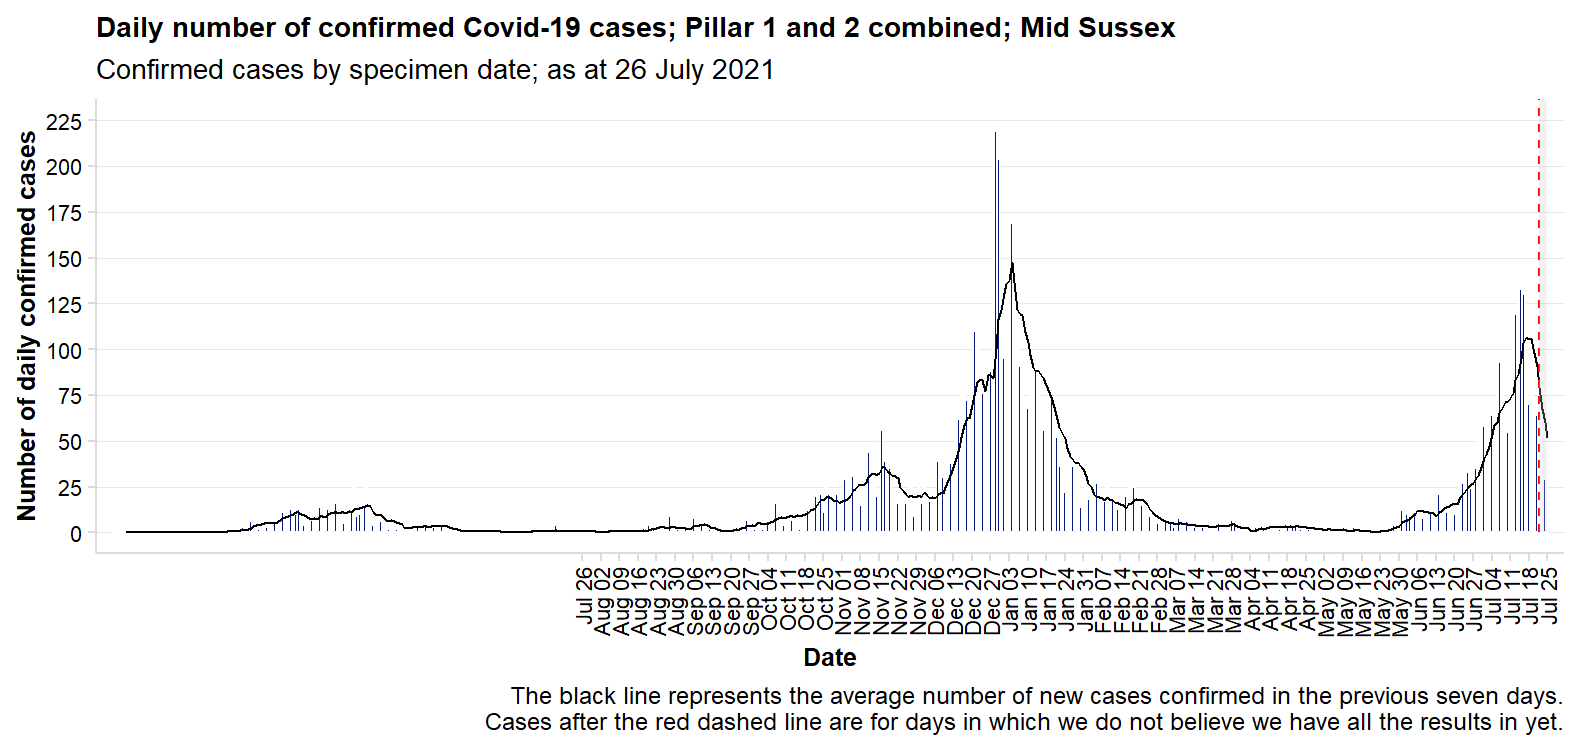 Daily number of confirmed Covid-19 cases; Pillar 1 and 2 combined; Mid Sussex
Confirmed cases by specimen date; as at 26 July 2021
Number of daily confirmed cases
225
200
175
150
125
100
75
50
25
0
Jul 26
Aug 02
Aug 09
Aug 16
Aug 23
Aug 30
Sep 06
Sep 13
Sep 20
Sep 27
Oct 04
Oct 11
Oct 18
Oct 25
Nov 01
Nov 08
Nov 15
Nov 22
Nov 29
Dec 06
Dec 13
Dec 20
Dec 27
Jan 03
Jan 10
Jan 17
Jan 24
Jan 31
Feb 07
Feb 14
Feb 21
Feb 28
Mar 07
Mar 14
Mar 21
Mar 28
Apr 04
Apr 11
Apr 18
Apr 25
May 02
May 09
May 16
May 23
May 30
Jun 06
Jun 13
Jun 20
Jun 27
Jul 04
Jul 11
Jul 18
Jul 25
Date
The black line represents the average number of new cases confirmed in the previous seven days.
Cases after the red dashed line are for days in which we do not believe we have all the results in yet.